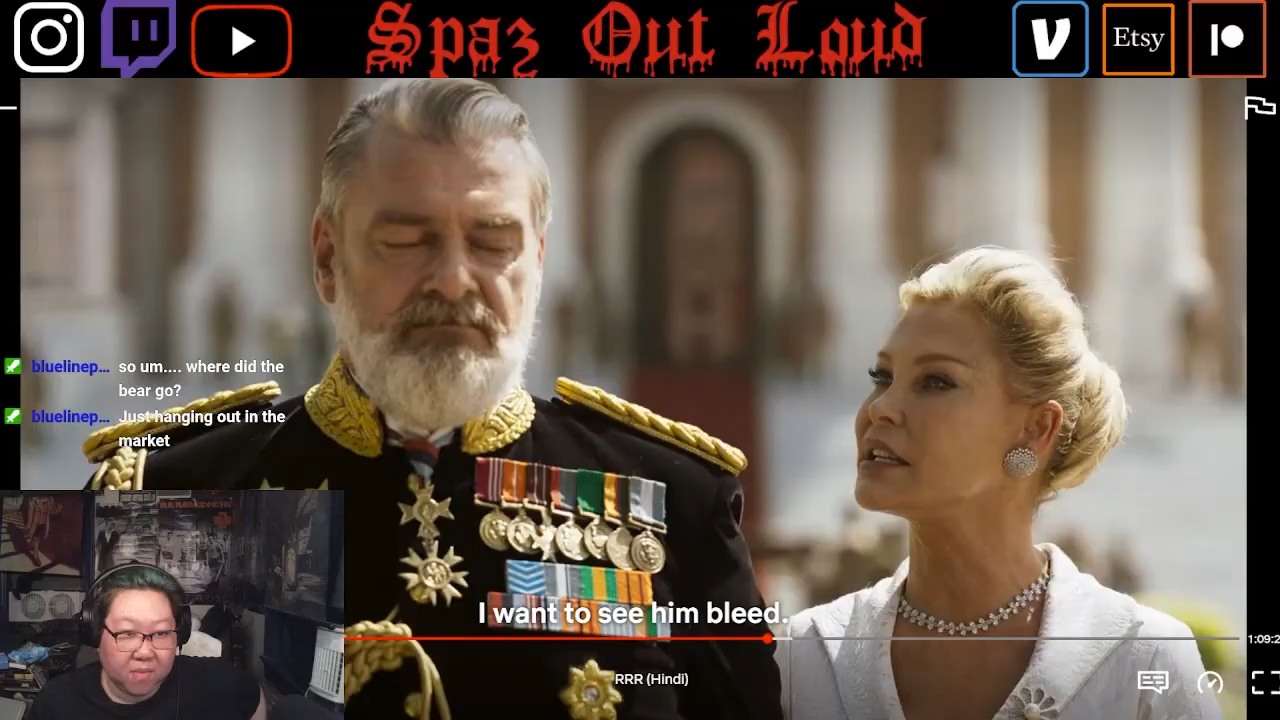 Spaz Out Loud
Etsy
bluelinep... so um.... where did the
bear go?
bluelinep... Just hanging out in the
market
I want to see him bleed.
1:09:2
RRR (Hindi)